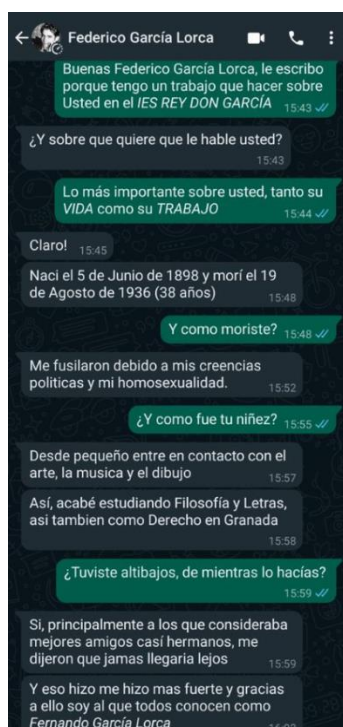 Federico García Lorca
Buenas Federico García Lorca, le escribo
porque tengo un trabajo que hacer sobre
Usted en el IES REY DON GARCÍA 15:43
¿Y sobre que quiere que le hable usted?
15:43
Lo más importante sobre usted, tanto su
VIDA como su TRABAJO 15:44
Claro! 15:45
Naci el 5 de Junio de 1898 y morí el 19
de Agosto de 1936 (38 años) 15:48
Y como moriste? 15:48
Me fusilaron debido a mis creencias
politicas y mi homosexualidad. 15:52
¿Y como fue tu niñez? 15:55
Desde pequeño entre en contacto con el
arte, la musica y el dibujo 15:57
Así, acabé estudiando Filosofía y Letras,
asi tambien como Derecho en Granada
15:58
¿Tuviste altibajos, de mientras lo hacías?
15:59
Si, principalmente a los que consideraba
mejores amigos casí hermanos, me
dijeron que jamas llegaria lejos 15:59
Y eso hizo me hizo mas fuerte y gracias
a ello soy al que todos conocen como
Fernando García Lorca